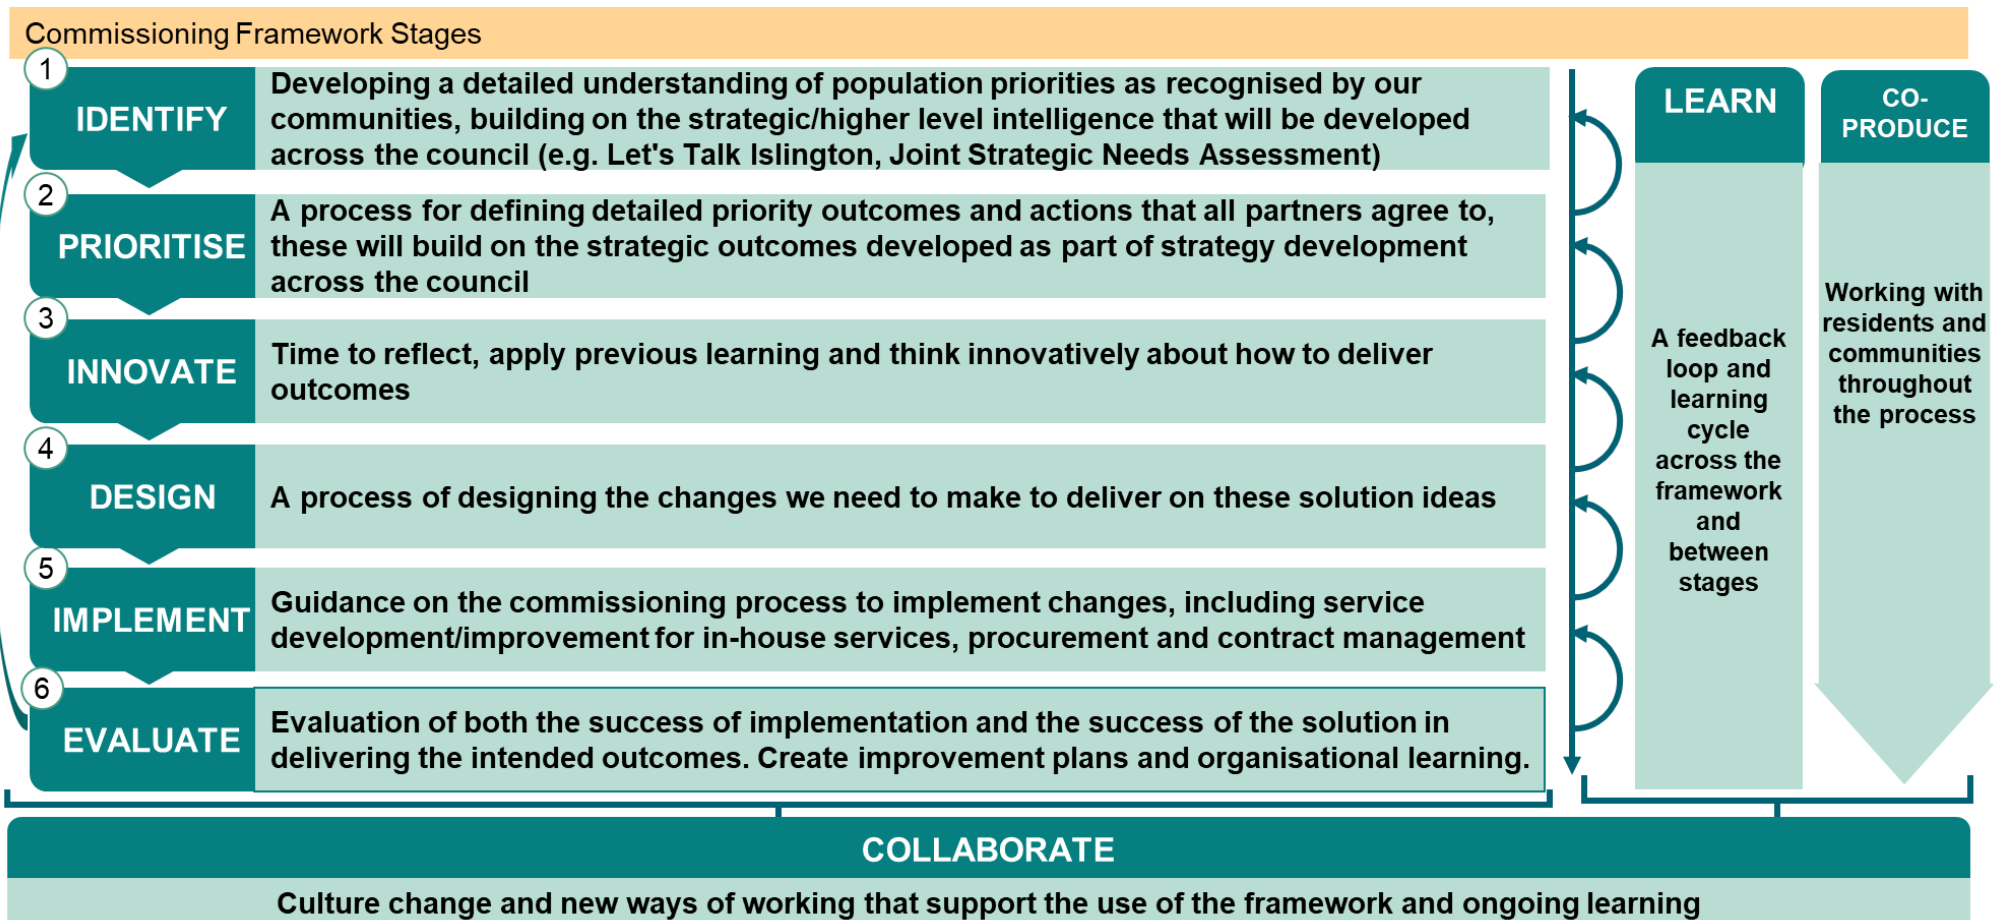 Commissioning Framework Stages
1
IDENTIFY
Developing a detailed understanding of population priorities as recognised by our
communities, building on the strategic/higher level intelligence that will be developed
across the council (e.g. Let's Talk Islington, Joint Strategic Needs Assessment)
2
PRIORITISE
A process for defining detailed priority outcomes and actions that all partners agree to,
these will build on the strategic outcomes developed as part of strategy development
across the council
3
INNOVATE
Time to reflect, apply previous learning and think innovatively about how to deliver
outcomes
4
DESIGN
A process of designing the changes we need to make to deliver on these solution ideas
5
IMPLEMENT
Guidance on the commissioning process to implement changes, including service
development/improvement for in-house services, procurement and contract management
6
EVALUATE
Evaluation of both the success of implementation and the success of the solution in
delivering the intended outcomes. Create improvement plans and organisational learning.
LEARN
A feedback
loop and
learning
cycle
across the
framework
and
between
stages
CO-
PRODUCE
Working with
residents and
communities
throughout
the process
COLLABORATE
Culture change and new ways of working that support the use of the framework and ongoing learning